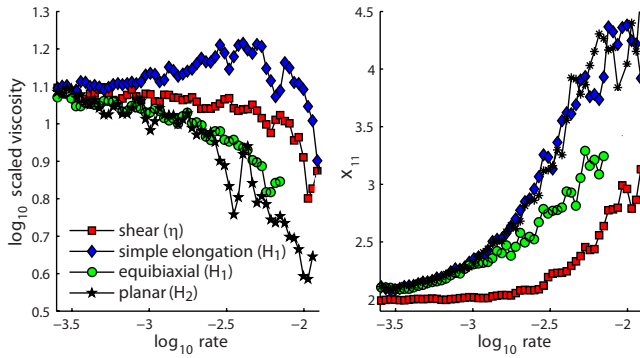 1.3
1.2
1.1
1.0
0.9
0.8
0.7
0.6
0.5
log10 scaled viscosity
shear (η)
simple elongation (H1)
equibiaxial (H1)
planar (H2)
−3.5 −3 −2.5 −2
log10 rate
4.5
4
3.5
3
2.5
2
X11
−3.5 −3 −2.5 −2
log10 rate